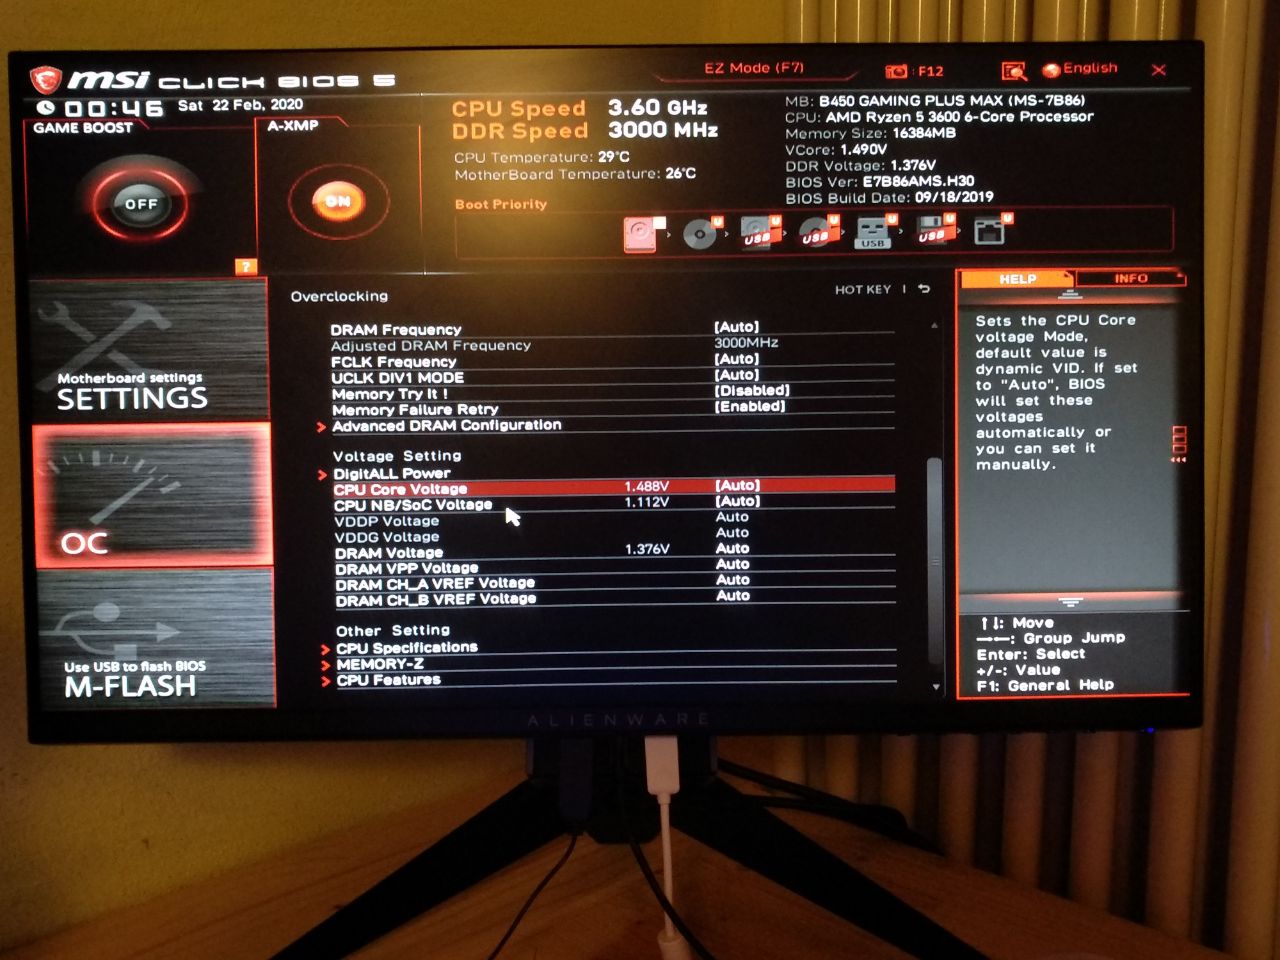 msi CLICK BIOS 5
EZ Mode (F7)
: F12
English
00:46 Sat 22 Feb, 2020
GAME BOOST
OFF
A-XMP
ON
?
CPU Speed 3.60 GHz
DDR Speed 3000 MHz
CPU Temperature: 29°C
MotherBoard Temperature: 26°C
MB: B450 GAMING PLUS MAX (MS-7B86)
CPU: AMD Ryzen 5 3600 6-Core Processor
Memory Size: 16384MB
VCore: 1.490V
DDR Voltage: 1.376V
BIOS Ver: E7B86AMS.H30
BIOS Build Date: 09/18/2019
Boot Priority
U U U U U U
USB USB USB USB
Motherboard settings
SETTINGS
OC
Use USB to flash BIOS
M-FLASH
Overclocking
HOT KEY |
DRAM Frequency [Auto]
Adjusted DRAM Frequency 3000MHz
FCLK Frequency [Auto]
UCLK DIV1 MODE [Auto]
Memory Try It ! [Disabled]
Memory Failure Retry [Enabled]
> Advanced DRAM Configuration
Voltage Setting
> DigitALL Power
CPU Core Voltage 1.488V [Auto]
CPU NB/SoC Voltage 1.112V [Auto]
VDDP Voltage Auto
VDDG Voltage Auto
DRAM Voltage 1.376V Auto
DRAM VPP Voltage Auto
DRAM CH_A VREF Voltage Auto
DRAM CH_B VREF Voltage Auto
Other Setting
> CPU Specifications
> MEMORY-Z
> CPU Features
HELP
INFO
Sets the CPU Core
voltage Mode,
default value is
dynamic VID. If set
to "Auto", BIOS
will set these
voltages
automatically or
you can set it
manually.
↑↓: Move
→←: Group Jump
Enter: Select
+/-: Value
F1: General Help
ALIENWARE